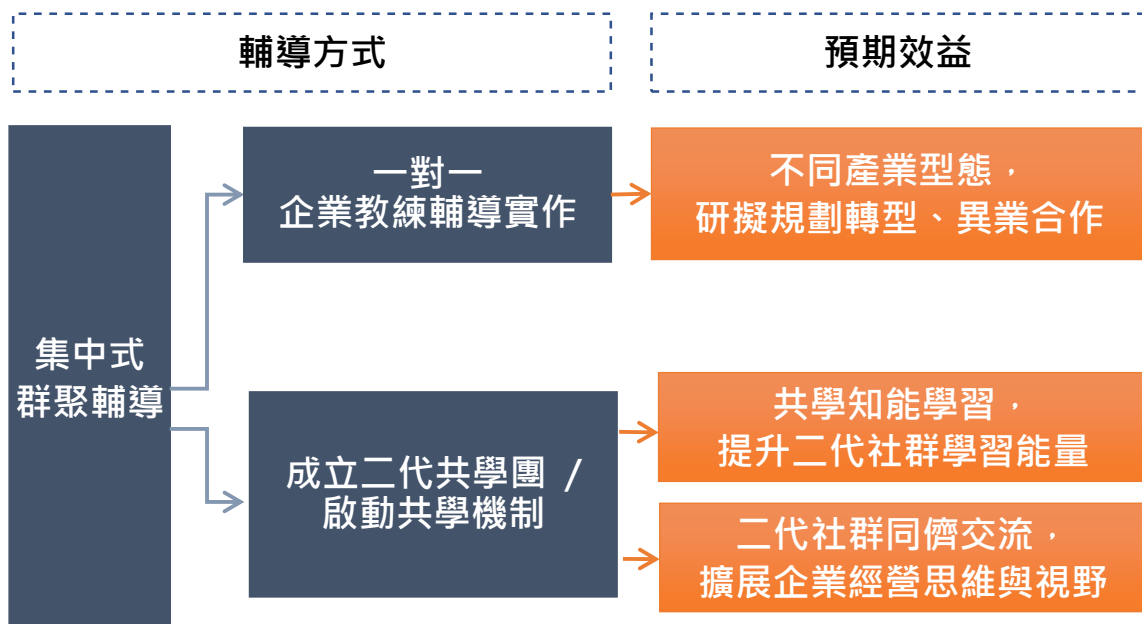 輔導方式
預期效益
集中式
群聚輔導
一對一
企業教練輔導實作
不同產業型態，
研擬規劃轉型、異業合作
成立二代共學團 /
啟動共學機制
共學知能學習，
提升二代社群學習能量
二代社群同儕交流，
擴展企業經營思維與視野